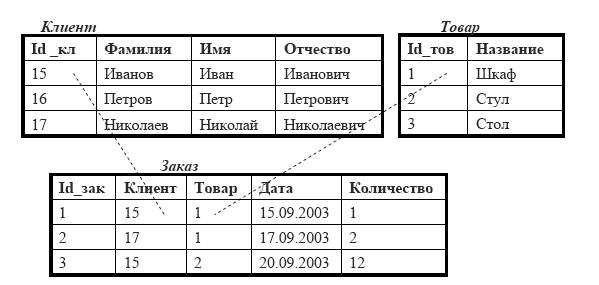 Клиент
Id _кл Фамилия Имя Отчество
15 Иванов Иван Иванович
16 Петров Петр Петрович
17 Николаев Николай Николаевич
Товар
Id_тов Название
1 Шкаф
2 Стул
3 Стол
Заказ
Id_зак Клиент Товар Дата Количество
1 15 1 15.09.2003 1
2 17 1 17.09.2003 2
3 15 2 20.09.2003 12